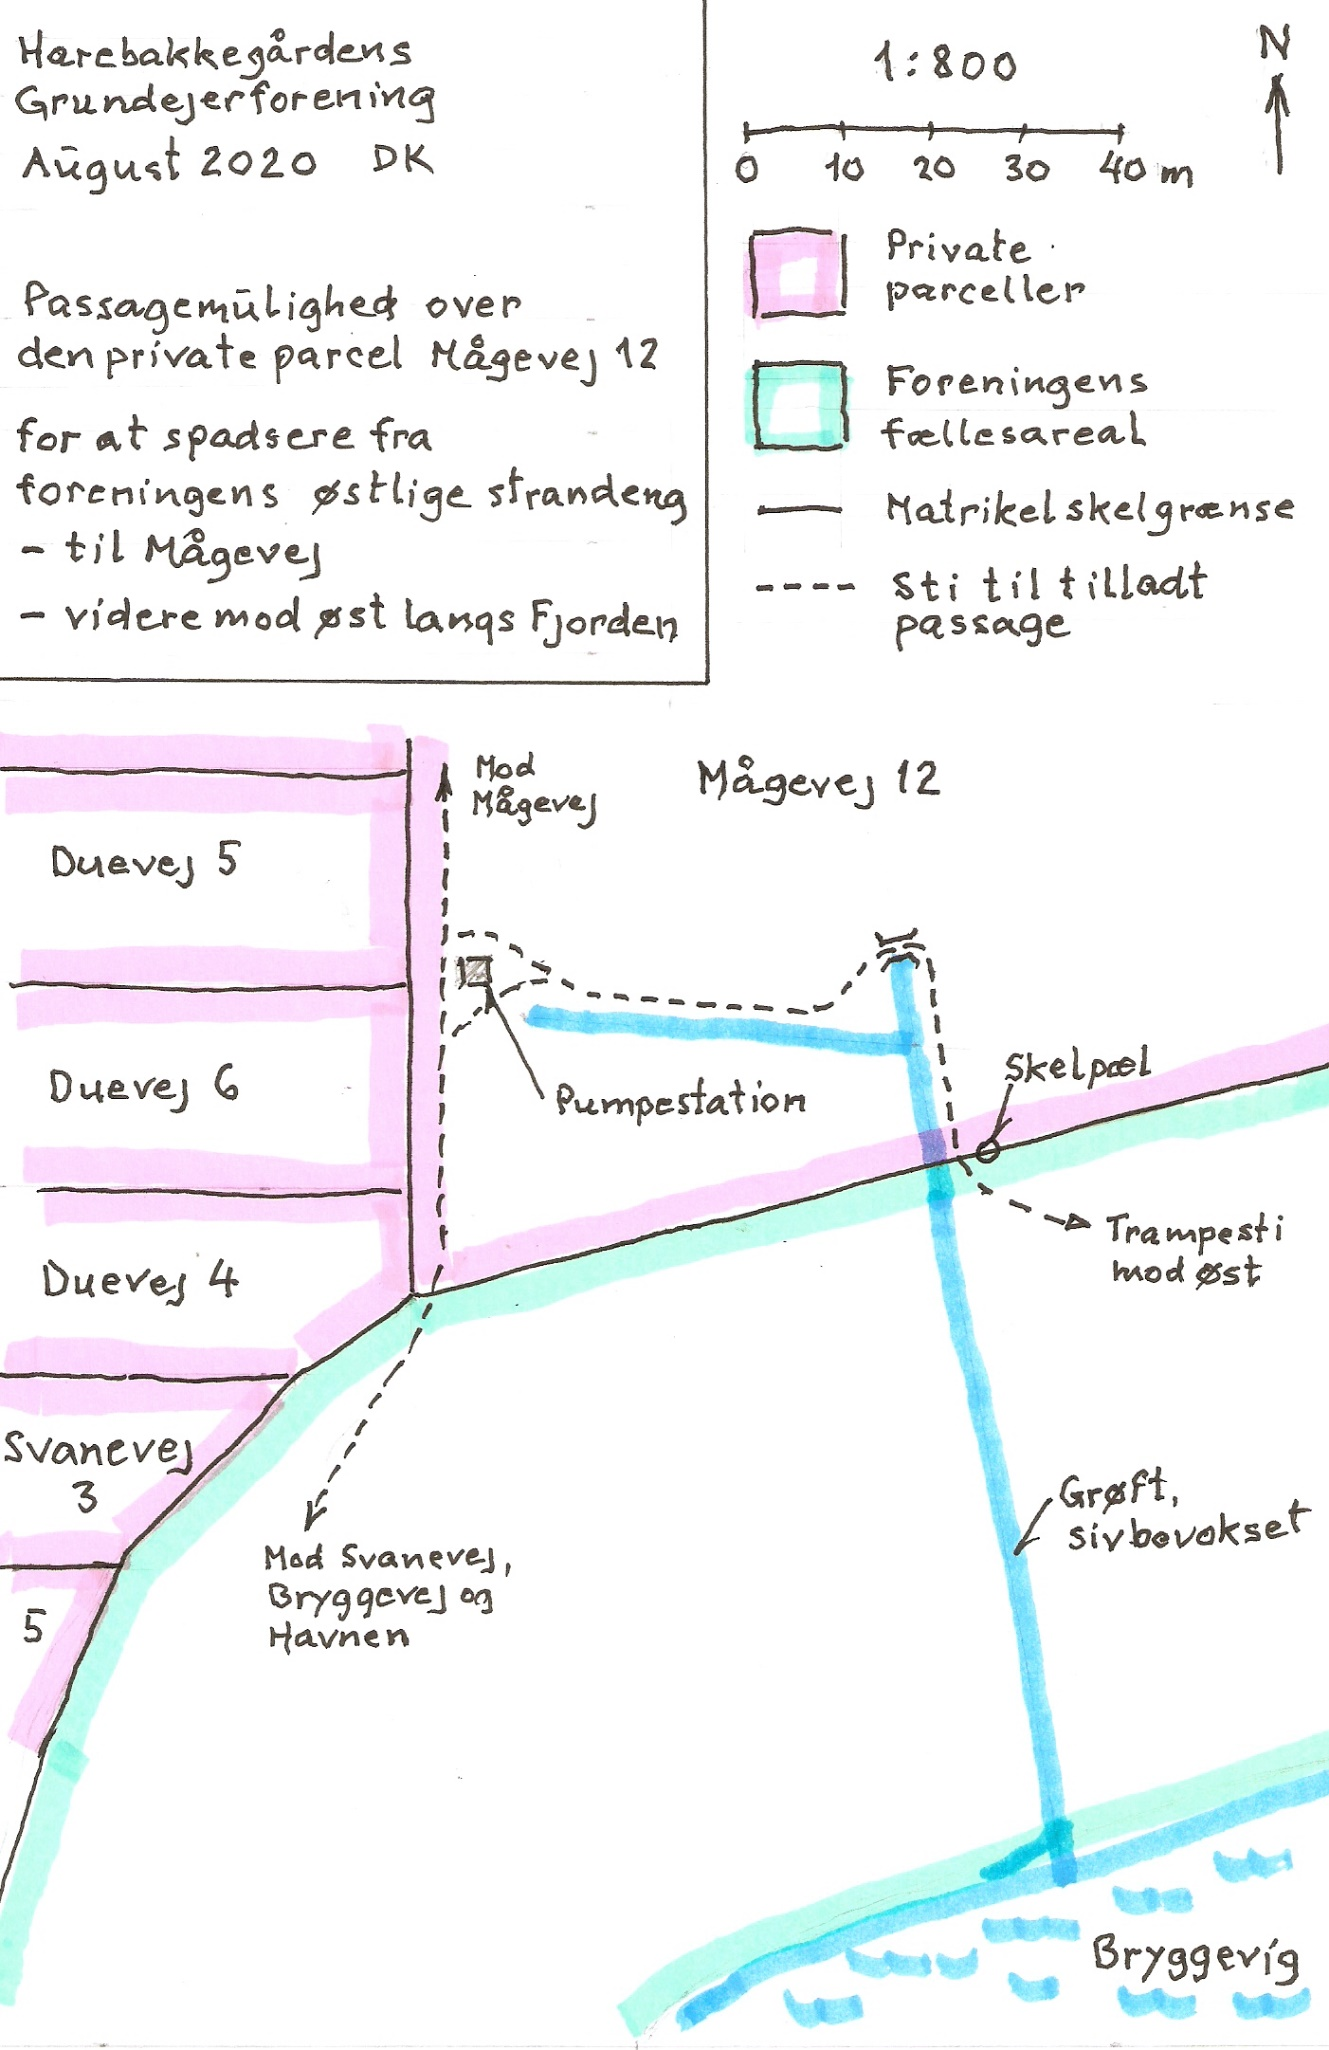 Harebakkegårdens
Grundejerforening
August 2020 DK
Passagemulighed over
den private parcel Mågevej 12
for at spadsere fra
foreningens østlige strandeng
- til Mågevej
- videre mod øst langs Fjorden
1:800
N
0 10 20 30 40 m
Private
parceller
Foreningens
fællesareal
Matrikelskelgrænse
Sti til tilladt
passage
Mod
Mågevej
Mågevej 12
Duevej 5
Duevej 6
Pumpestation
Skelpæl
Duevej 4
Trampesti
mod øst
Svanevej
3
Grøft,
sivbevokset
Mod Svanevej,
Bryggevej og
Havnen
5
Bryggevig